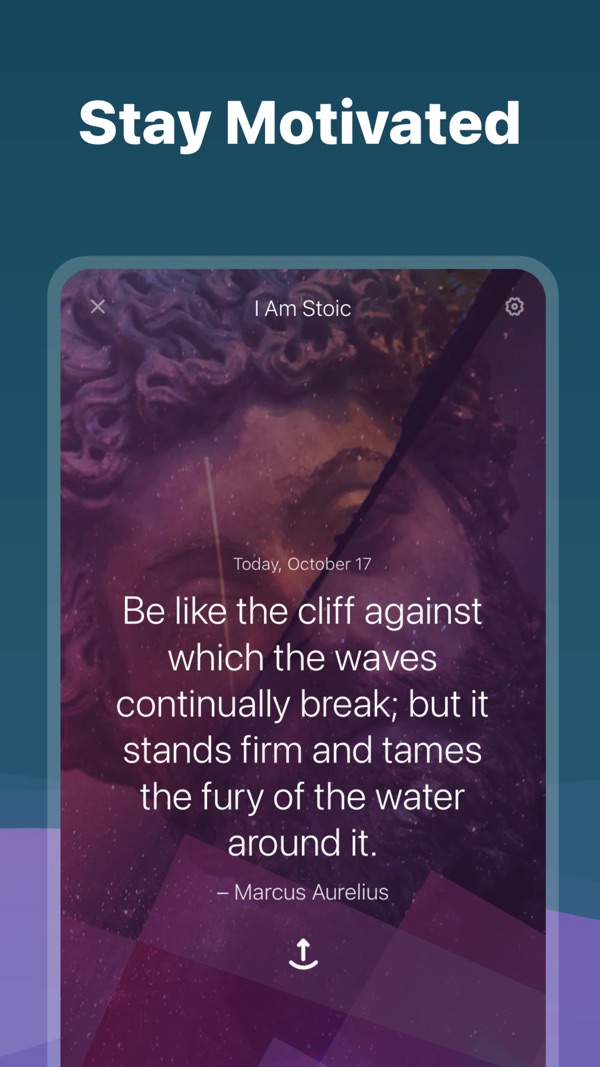 Stay Motivated
I Am Stoic
Today, October 17
Be like the cliff against
which the waves
continually break; but it
stands firm and tames
the fury of the water
around it.
– Marcus Aurelius